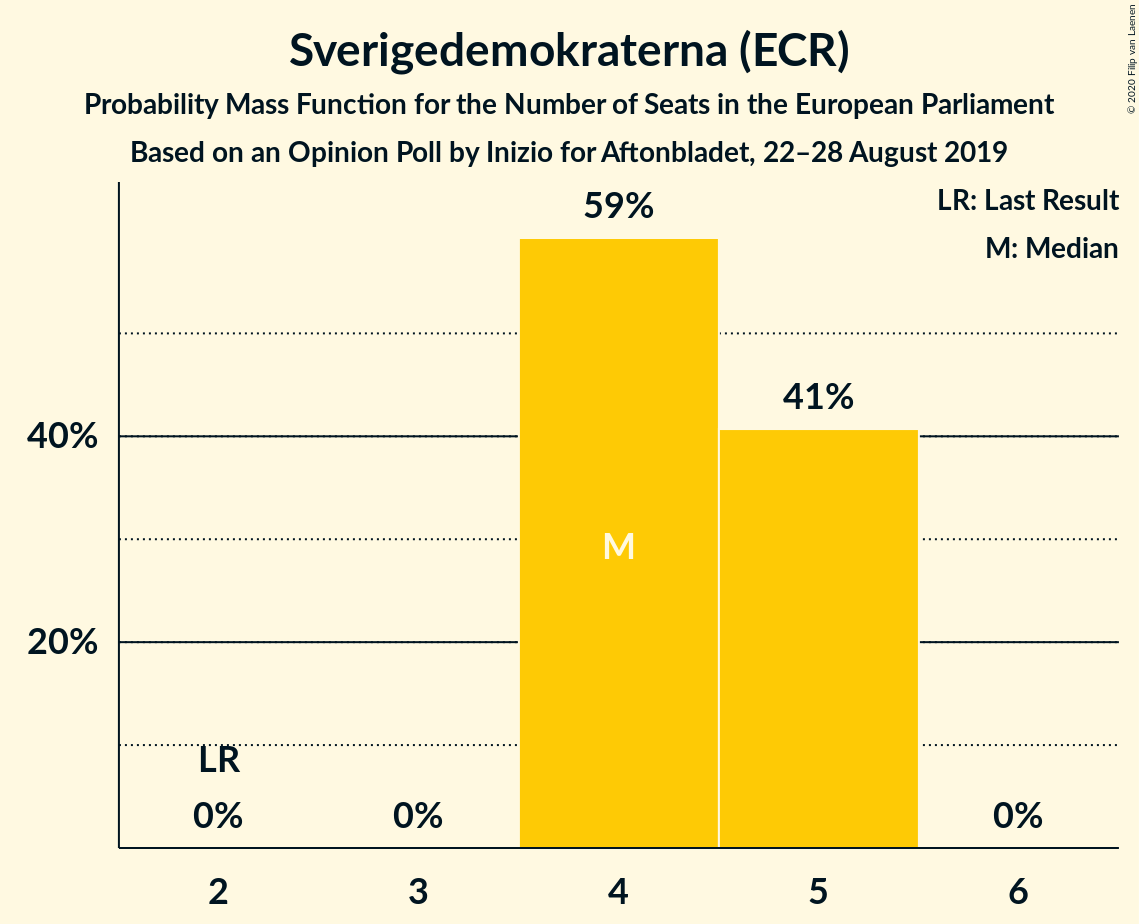 Sverigedemokraterna (ECR)
Probability Mass Function for the Number of Seats in the European Parliament
Based on an Opinion Poll by Inizio for Aftonbladet, 22–28 August 2019
© 2020 Filip van Laenen
LR: Last Result
M: Median
59%
41%
40%
M
20%
LR
0%
0%
0%
2
3
4
5
6